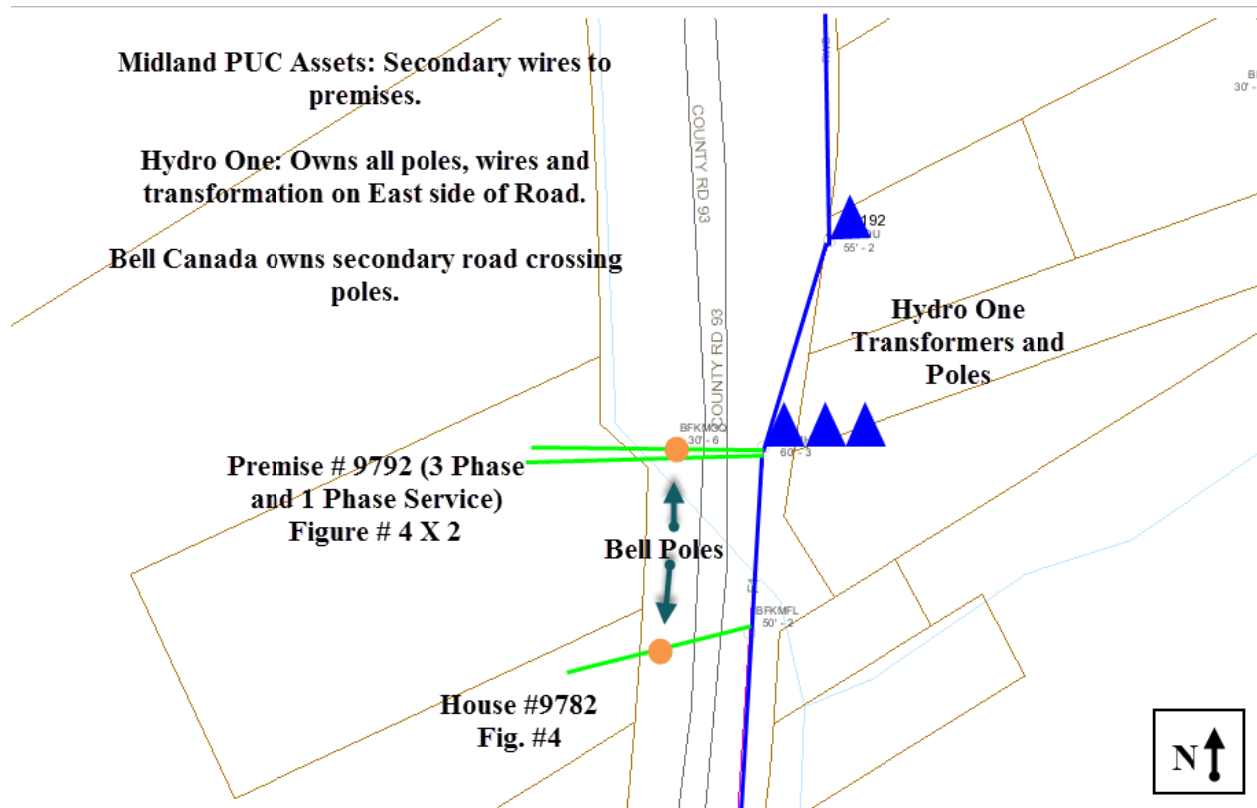 Midland PUC Assets: Secondary wires to
premises.
Hydro One: Owns all poles, wires and
transformation on East side of Road.
Bell Canada owns secondary road crossing
poles.
COUNTY RD 93
30'
192
55' - 2
Hydro One
Transformers and
Poles
COUNTY RD 93
BFKMGQ
30' - 6
60' - 3
Premise # 9792 (3 Phase
and 1 Phase Service)
Figure # 4 X 2
Bell Poles
BFKMFL
50' - 2
House #9782
Fig. #4
N